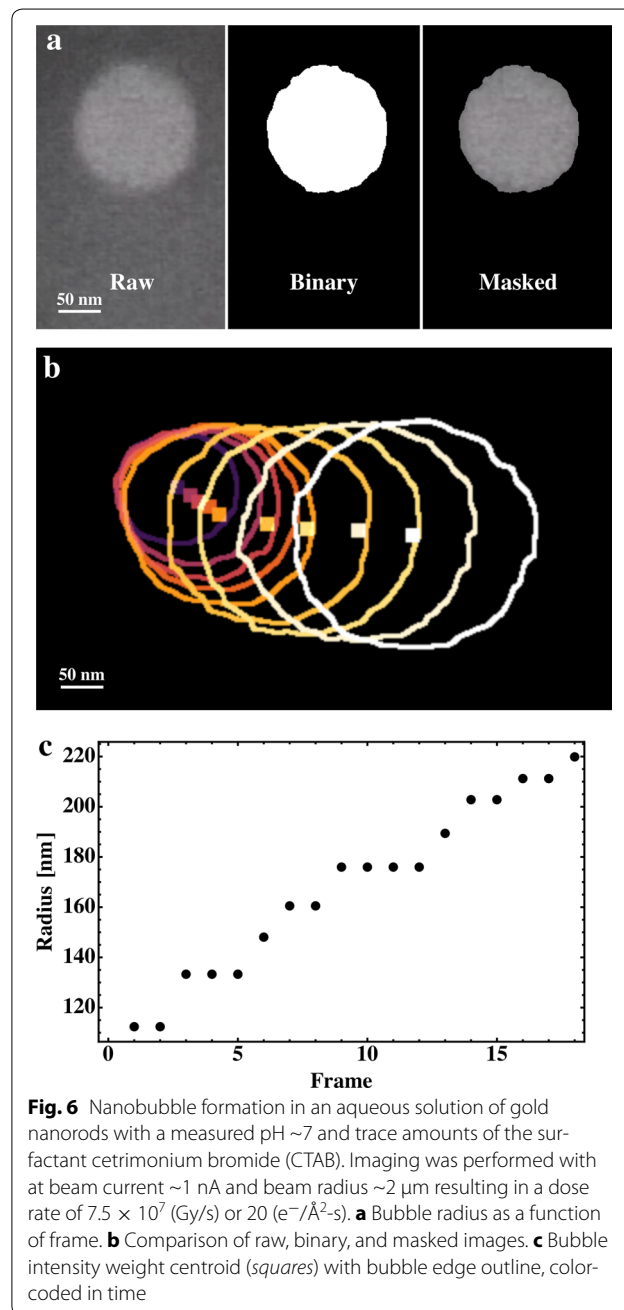 a
Raw Binary Masked
50 nm
b
50 nm
c
220
200
180
160
140
120
Radius [nm]
0 5 10 15
Frame
Fig. 6 Nanobubble formation in an aqueous solution of gold
nanorods with a measured pH ~7 and trace amounts of the sur-
factant cetrimonium bromide (CTAB). Imaging was performed with
at beam current ~1 nA and beam radius ~2 μm resulting in a dose
rate of 7.5 × 10⁷ (Gy/s) or 20 (e⁻/Å²-s). a Bubble radius as a function
of frame. b Comparison of raw, binary, and masked images. c Bubble
intensity weight centroid (squares) with bubble edge outline, color-
coded in time